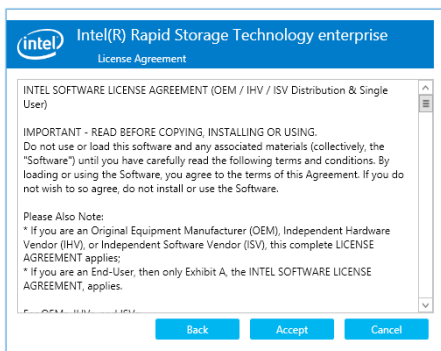 intel
Intel(R) Rapid Storage Technology enterprise
License Agreement
INTEL SOFTWARE LICENSE AGREEMENT (OEM / IHV / ISV Distribution & Single
User)
IMPORTANT - READ BEFORE COPYING, INSTALLING OR USING.
Do not use or load this software and any associated materials (collectively, the
"Software") until you have carefully read the following terms and conditions. By
loading or using the Software, you agree to the terms of this Agreement. If you do
not wish to so agree, do not install or use the Software.
Please Also Note:
* If you are an Original Equipment Manufacturer (OEM), Independent Hardware
Vendor (IHV), or Independent Software Vendor (ISV), this complete LICENSE
AGREEMENT applies;
* If you are an End-User, then only Exhibit A, the INTEL SOFTWARE LICENSE
AGREEMENT, applies.
Back Accept Cancel